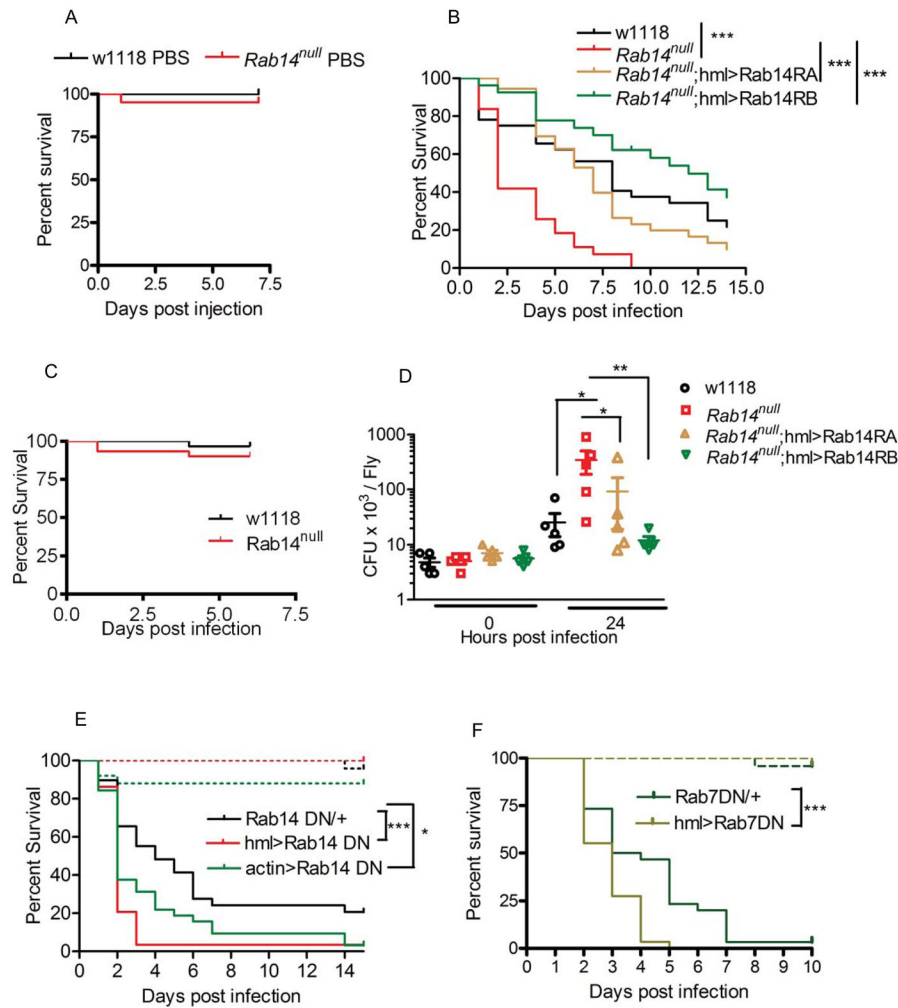 A
w1118 PBS
Rab14null PBS
100
75
50
25
0
0.0
2.5
5.0
7.5
Percent survival
Days post injection
B
w1118
Rab14null
Rab14null;hml>Rab14RA
Rab14null;hml>Rab14RB
***
***
***
100
80
60
40
20
0
0.0
2.5
5.0
7.5
10.0
12.5
15.0
Percent Survival
Days post infection
C
100
75
50
25
0
0.0
2.5
5.0
7.5
Percent Survival
w1118
Rab14null
Days post infection
D
w1118
Rab14null
Rab14null;hml>Rab14RA
Rab14null;hml>Rab14RB
**
*
*
1000
100
10
1
CFU x 103 / Fly
0
24
Hours post infection
E
100
80
60
40
20
0
0
2
4
6
8
10
12
14
Percent Survival
Rab14 DN/+
hml>Rab14 DN
actin>Rab14 DN
***
*
Days post infection
F
100
75
50
25
0
0
1
2
3
4
5
6
7
8
9
10
Percent Survival
Rab7DN/+
hml>Rab7DN
***
Days post infection